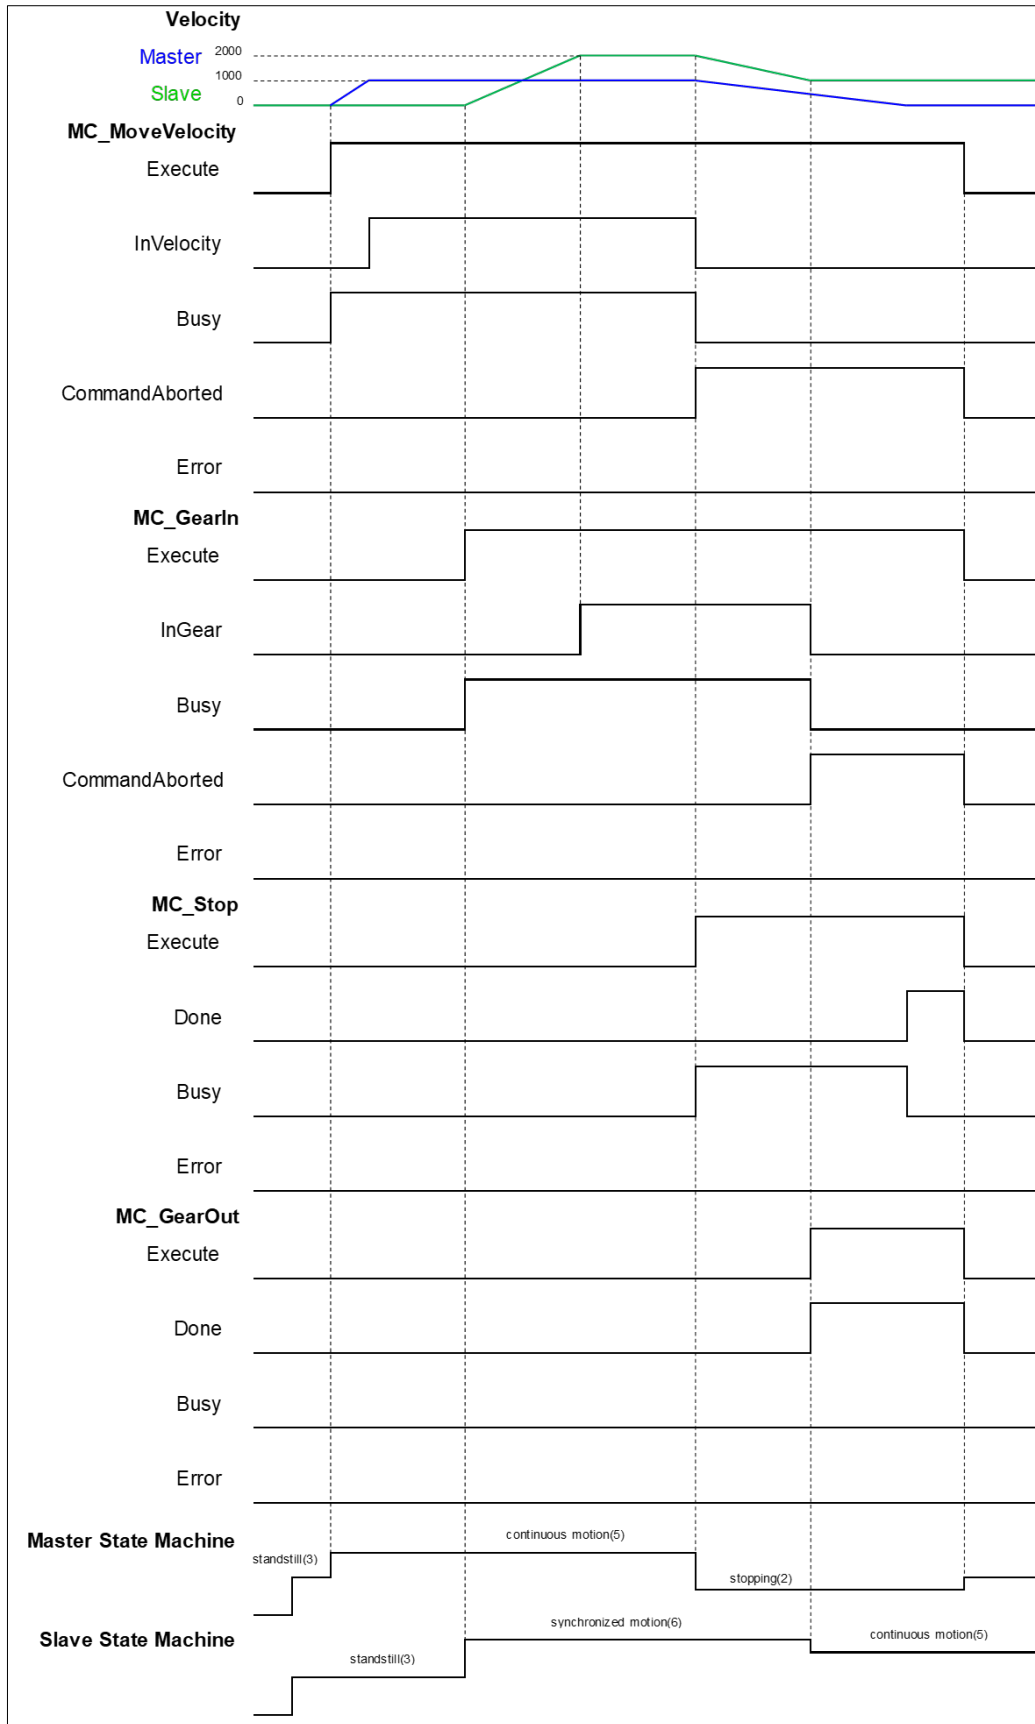 Velocity
Master 2000
1000
Slave 0
MC_MoveVelocity
Execute
InVelocity
Busy
CommandAborted
Error
MC_GearIn
Execute
InGear
Busy
CommandAborted
Error
MC_Stop
Execute
Done
Busy
Error
MC_GearOut
Execute
Done
Busy
Error
Master State Machine
continuous motion(5)
standstill(3)
stopping(2)
Slave State Machine
synchronized motion(6)
continuous motion(5)
standstill(3)